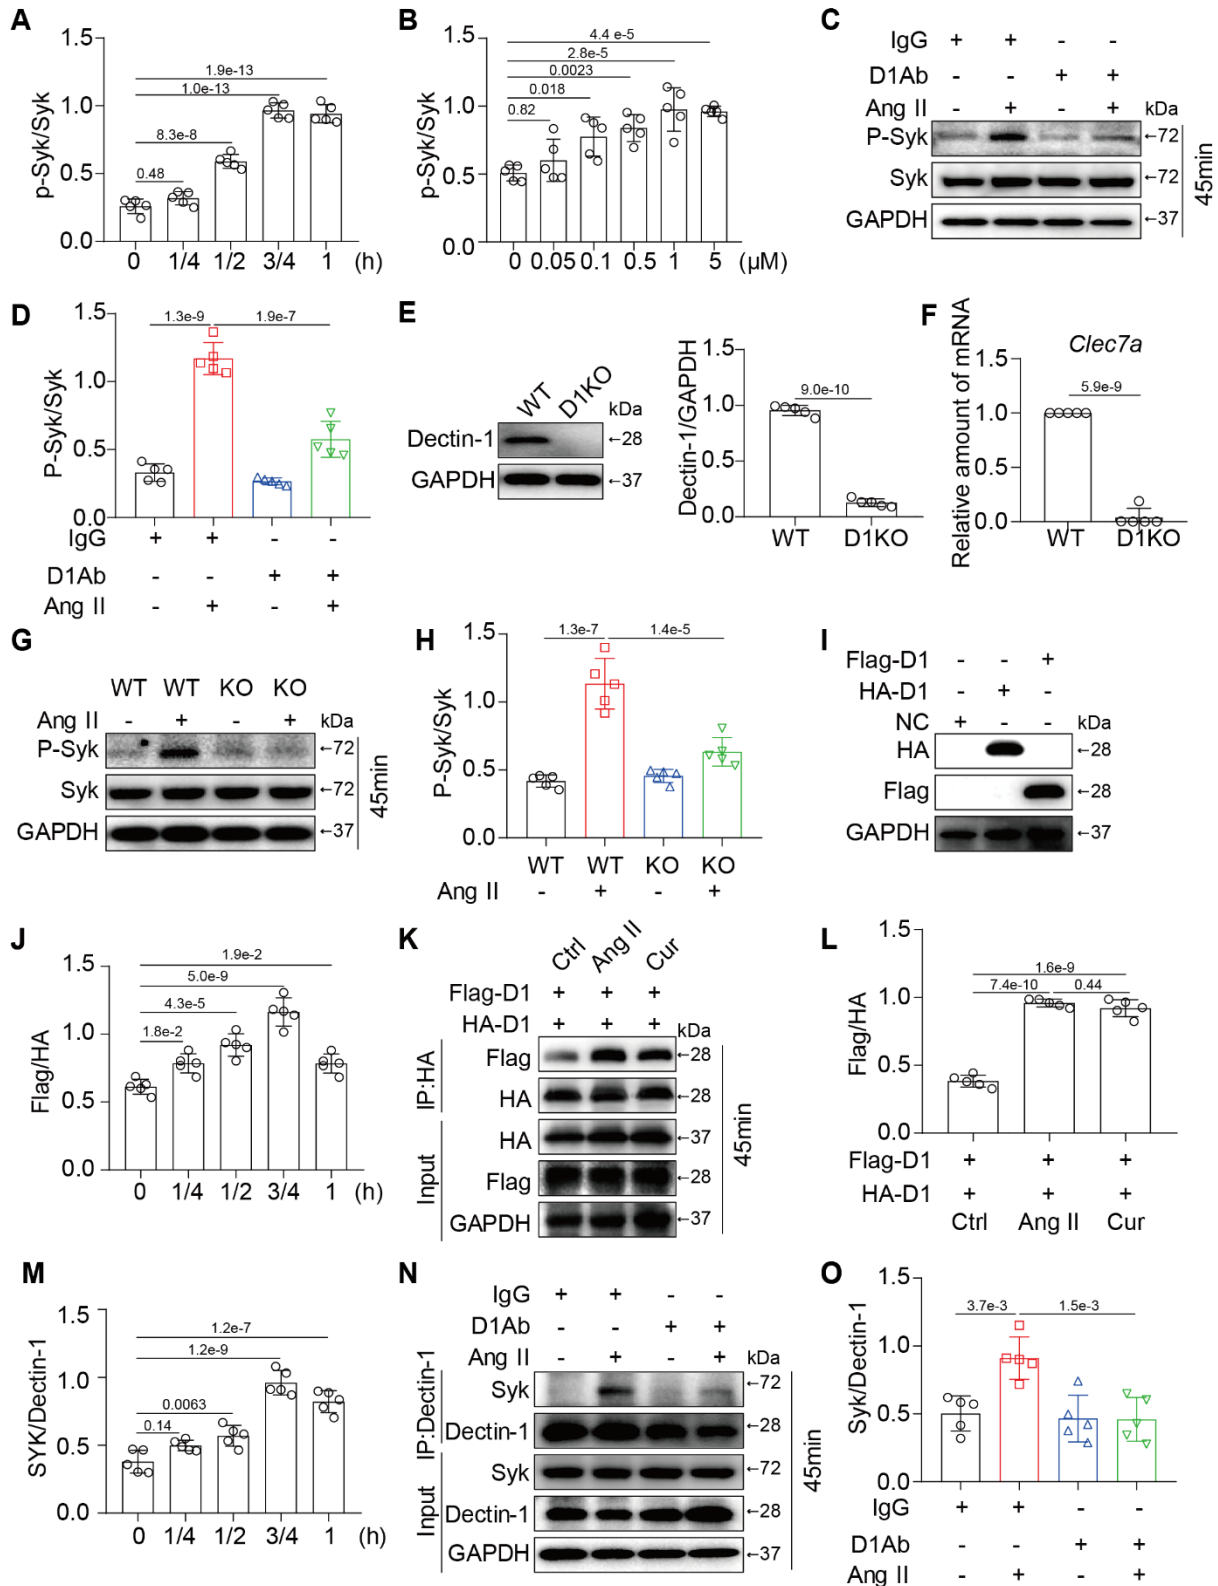 A
p-Syk/Syk
1.5
1.0
0.5
0.0
1.9e-13
1.0e-13
8.3e-8
0.48
0 1/4 1/2 3/4 1 (h)
B
p-Syk/Syk
1.5
1.0
0.5
0.0
4.4 e-5
2.8e-5
0.0023
0.018
0.82
0 0.05 0.1 0.5 1 5 (μM)
C
IgG + + - -
D1Ab - - + +
Ang II - + - + kDa
P-Syk ←72
Syk ←72
GAPDH ←37
45min
D
P-Syk/Syk
1.5
1.0
0.5
0.0
1.3e-9 1.9e-7
IgG + + - -
D1Ab - - + +
Ang II - + - +
E
WT D1KO kDa
Dectin-1 ←28
GAPDH ←37
Dectin-1/GAPDH
1.5
1.0
0.5
0.0
9.0e-10
WT D1KO
F
Relative amount of mRNA
Clec7a
1.5
1.0
0.5
0.0
5.9e-9
WT D1KO
G
WT WT KO KO
Ang II - + - + kDa
P-Syk ←72
Syk ←72
GAPDH ←37
45min
H
P-Syk/Syk
1.5
1.0
0.5
0.0
1.3e-7 1.4e-5
WT WT KO KO
Ang II - + - +
I
Flag-D1 - - +
HA-D1 - + -
NC + - - kDa
HA ←28
Flag ←28
GAPDH ←37
J
Flag/HA
1.5
1.0
0.5
0.0
1.9e-2
5.0e-9
4.3e-5
1.8e-2
0 1/4 1/2 3/4 1 (h)
K
Ctrl Ang II Cur
Flag-D1 + + +
HA-D1 + + + kDa
IP:HA
Flag ←28
HA ←28
Input
HA ←37
Flag ←28
GAPDH ←37
45min
L
Flag/HA
1.5
1.0
0.5
0.0
1.6e-9
7.4e-10 0.44
Flag-D1 + + +
HA-D1 + + +
Ctrl Ang II Cur
M
SYK/Dectin-1
1.5
1.0
0.5
0.0
1.2e-7
1.2e-9
0.0063
0.14
0 1/4 1/2 3/4 1 (h)
N
IgG + + - -
D1Ab - - + +
Ang II - + - + kDa
IP:Dectin-1
Syk ←72
Dectin-1 ←28
Input
Syk ←72
Dectin-1 ←28
GAPDH ←37
45min
O
Syk/Dectin-1
1.5
1.0
0.5
0.0
3.7e-3 1.5e-3
IgG + + - -
D1Ab - - + +
Ang II - + - +